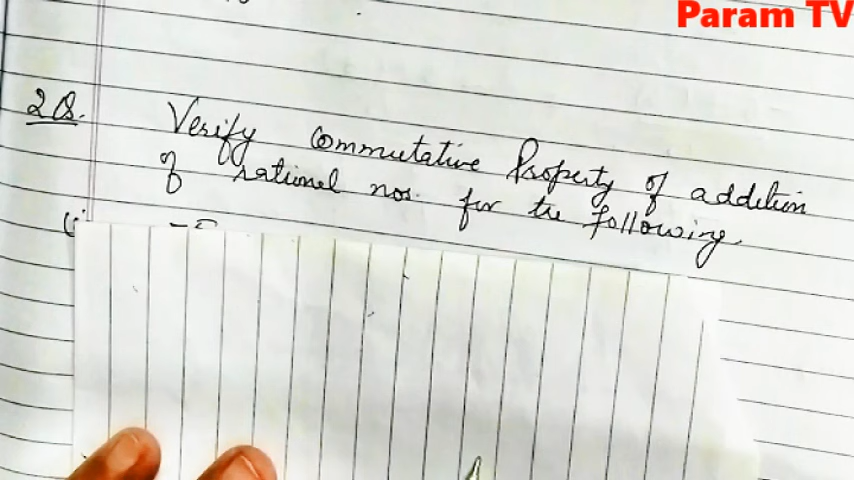 Param TV
2Q. Verify Commutative Property of addition
of rational nos. for the following.
(i